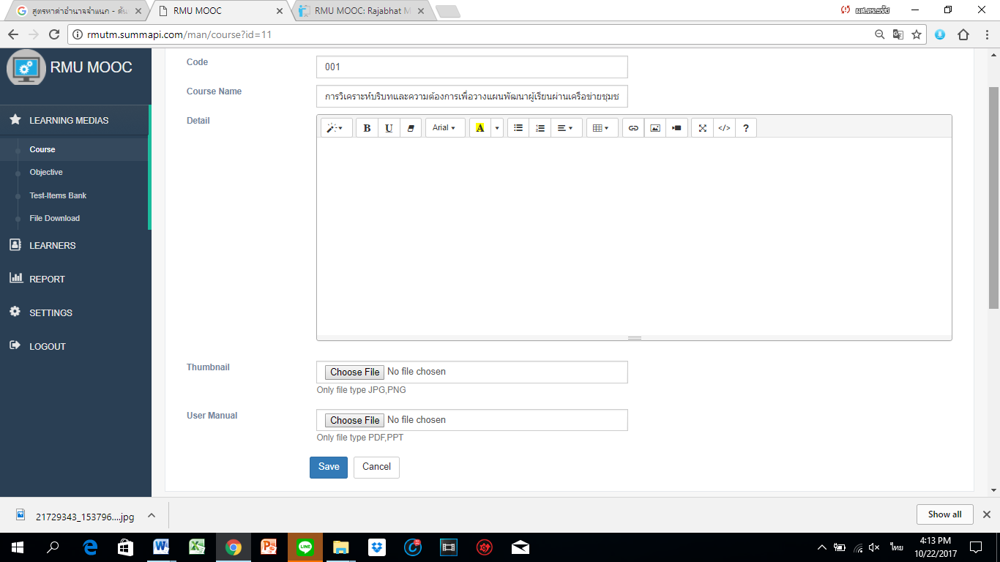 สูตรหาค่าอำนาจจำแนก - ค้น
RMU MOOC
RMU MOOC: Rajabhat M
rmutm.summapi.com/man/course?id=11
RMU MOOC
LEARNING MEDIAS
Course
Objective
Test-Items Bank
File Download
LEARNERS
REPORT
SETTINGS
LOGOUT
Code
001
Course Name
การวิเคราะห์บริบทและความต้องการเพื่อวางแผนพัฒนาผู้เรียนผ่านเครือข่ายชุมช
Detail
B U Arial A </> ?
Thumbnail
Choose File No file chosen
Only file type JPG,PNG
User Manual
Choose File No file chosen
Only file type PDF,PPT
Save Cancel
21729343_153796....jpg
Show all
LINE
ไทย
4:13 PM
10/22/2017